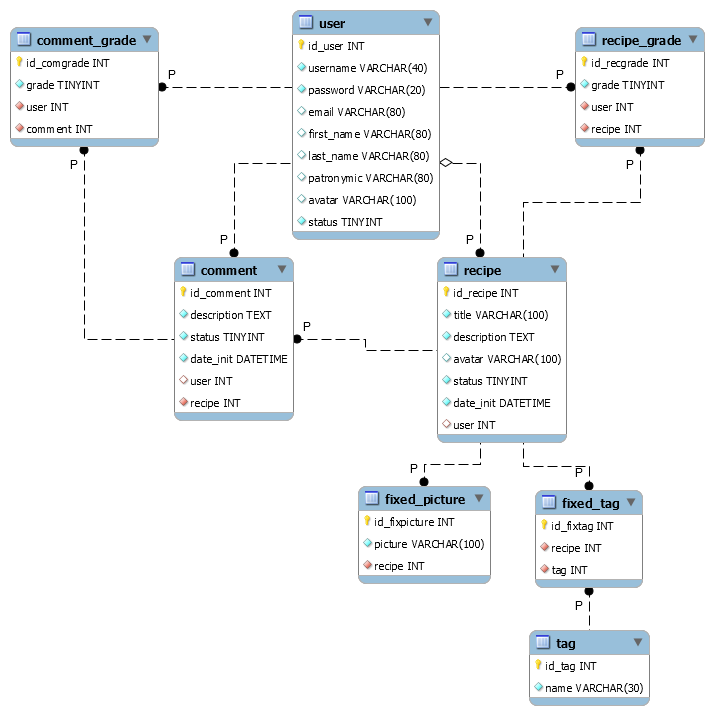 comment_grade
id_comgrade INT
grade TINYINT
user INT
comment INT
user
id_user INT
username VARCHAR(40)
password VARCHAR(20)
email VARCHAR(80)
first_name VARCHAR(80)
last_name VARCHAR(80)
patronymic VARCHAR(80)
avatar VARCHAR(100)
status TINYINT
recipe_grade
id_recgrade INT
grade TINYINT
user INT
recipe INT
P
P
P
P
P
P
comment
id_comment INT
description TEXT
status TINYINT
date_init DATETIME
user INT
recipe INT
P
recipe
id_recipe INT
title VARCHAR(100)
description TEXT
avatar VARCHAR(100)
status TINYINT
date_init DATETIME
user INT
P
P
fixed_picture
id_fixpicture INT
picture VARCHAR(100)
recipe INT
fixed_tag
id_fixtag INT
recipe INT
tag INT
P
tag
id_tag INT
name VARCHAR(30)